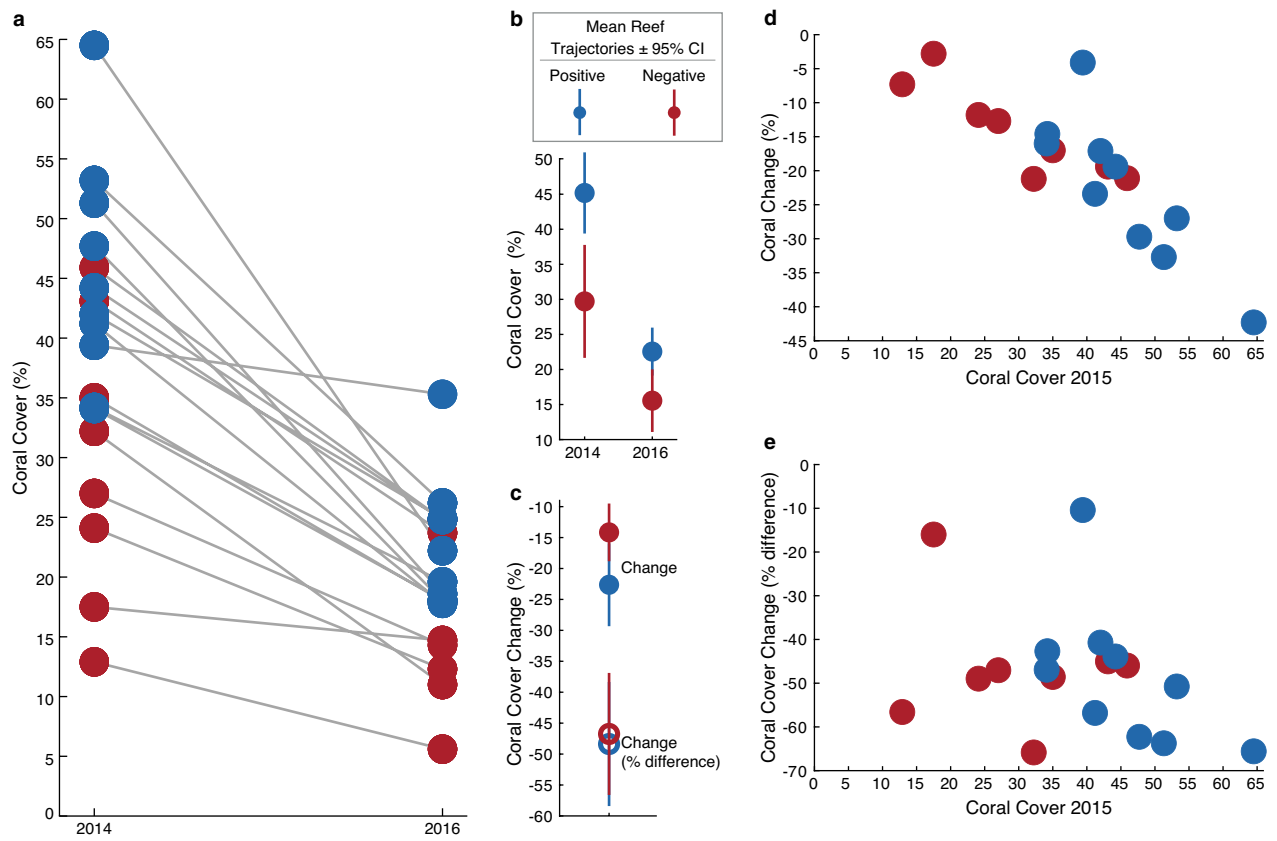 a
65
60
55
50
45
40
35
30
25
20
15
10
5
0
Coral Cover (%)
2014 2016
b
Mean Reef
Trajectories ± 95% CI
Positive Negative
50
45
40
35
30
25
20
15
10
Coral Cover (%)
2014 2016
c
-10
-15
-20
-25
-30
-35
-40
-45
-50
-55
-60
Coral Cover Change (%)
Change
Change
(% difference)
d
0
-5
-10
-15
-20
-25
-30
-35
-40
-45
Coral Change (%)
0 5 10 15 20 25 30 35 40 45 50 55 60 65
Coral Cover 2015
e
0
-10
-20
-30
-40
-50
-60
-70
Coral Cover Change (% difference)
0 5 10 15 20 25 30 35 40 45 50 55 60 65
Coral Cover 2015